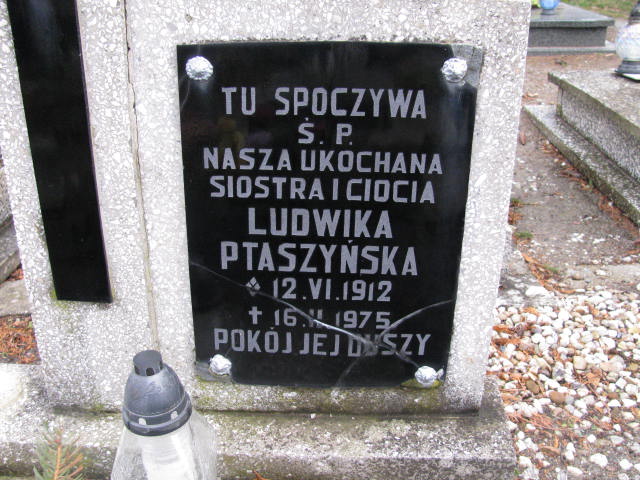 TU SPOCZYWA
Ś. P.
NASZA UKOCHANA
SIOSTRA I CIOCIA
LUDWIKA
PTASZYŃSKA
12.VI.1912
✝ 16.II.1975
POKÓJ JEJ DUSZY